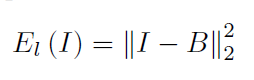 E_l (I) = ‖I − B‖_2^2